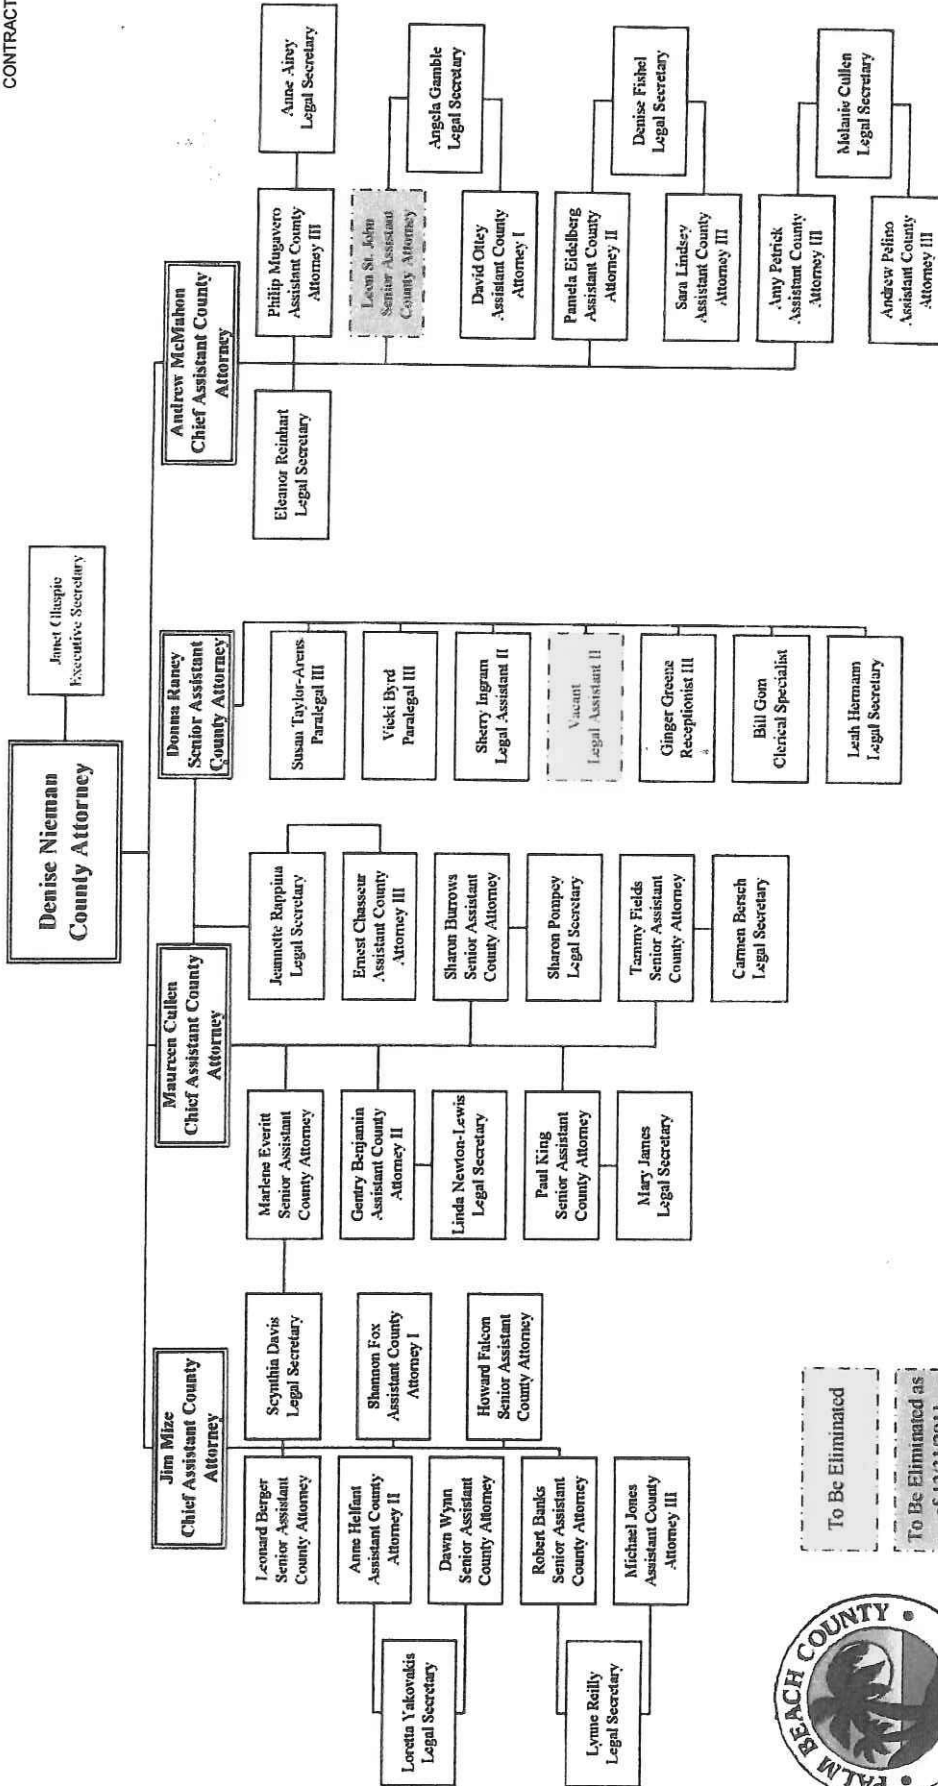 CONTRACT
Denise Nieman
County Attorney
Janet Gilaspie
Executive Secretary
Jim Mize
Chief Assistant County
Attorney
Maureen Cullen
Chief Assistant County
Attorney
Donna Raney
Senior Assistant
County Attorney
Andrew McMahon
Chief Assistant County
Attorney
Leonard Berger
Senior Assistant
County Attorney
Scynthia Davis
Legal Secretary
Anne Helfant
Assistant County
Attorney II
Shannon Fox
Assistant County
Attorney I
Loretta Yakovakis
Legal Secretary
Dawn Wynn
Senior Assistant
County Attorney
Howard Falcon
Senior Assistant
County Attorney
Robert Banks
Senior Assistant
County Attorney
Lynne Reilly
Legal Secretary
Michael Jones
Assistant County
Attorney III
Marlene Everitt
Senior Assistant
County Attorney
Gentry Benjamin
Assistant County
Attorney II
Linda Newton-Lewis
Legal Secretary
Paul King
Senior Assistant
County Attorney
Mary James
Legal Secretary
Jeannette Rappina
Legal Secretary
Ernest Chasseur
Assistant County
Attorney III
Sharon Burrows
Senior Assistant
County Attorney
Sharon Pompey
Legal Secretary
Tammy Fields
Senior Assistant
County Attorney
Carmen Bersch
Legal Secretary
Susan Taylor-Arens
Paralegal III
Vicki Byrd
Paralegal III
Sherry Ingram
Legal Assistant II
Vacant
Legal Assistant II
Ginger Greene
Receptionist III
Bill Gom
Clerical Specialist
Leah Hermann
Legal Secretary
Eleanor Reinhart
Legal Secretary
Philip Mugavero
Assistant County
Attorney III
Anne Airey
Legal Secretary
Leon St. John
Senior Assistant
County Attorney
Angela Gamble
Legal Secretary
David Ottey
Assistant County
Attorney I
Pamela Eidelberg
Assistant County
Attorney II
Denise Fishel
Legal Secretary
Sara Lindsey
Assistant County
Attorney III
Amy Petrick
Assistant County
Attorney III
Melanie Cullen
Legal Secretary
Andrew Pelino
Assistant County
Attorney III
To Be Eliminated
To Be Eliminated as
PALM BEACH COUNTY